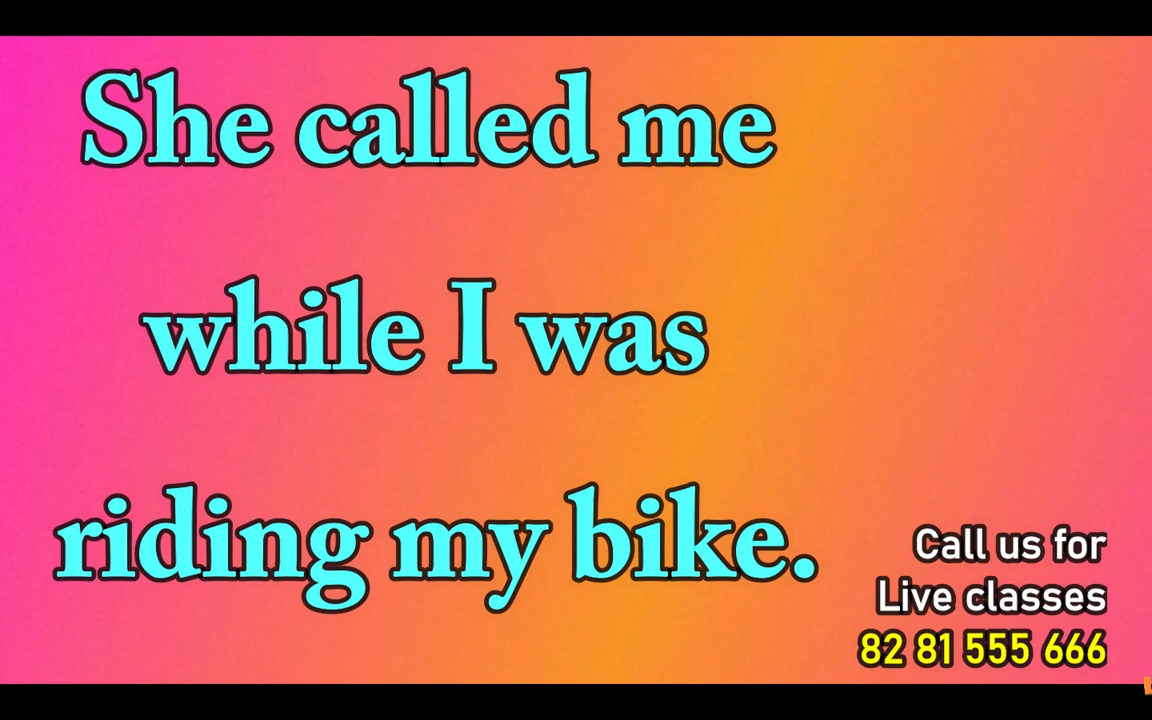 She called me
while I was
riding my bike.
Call us for
Live classes
82 81 555 666